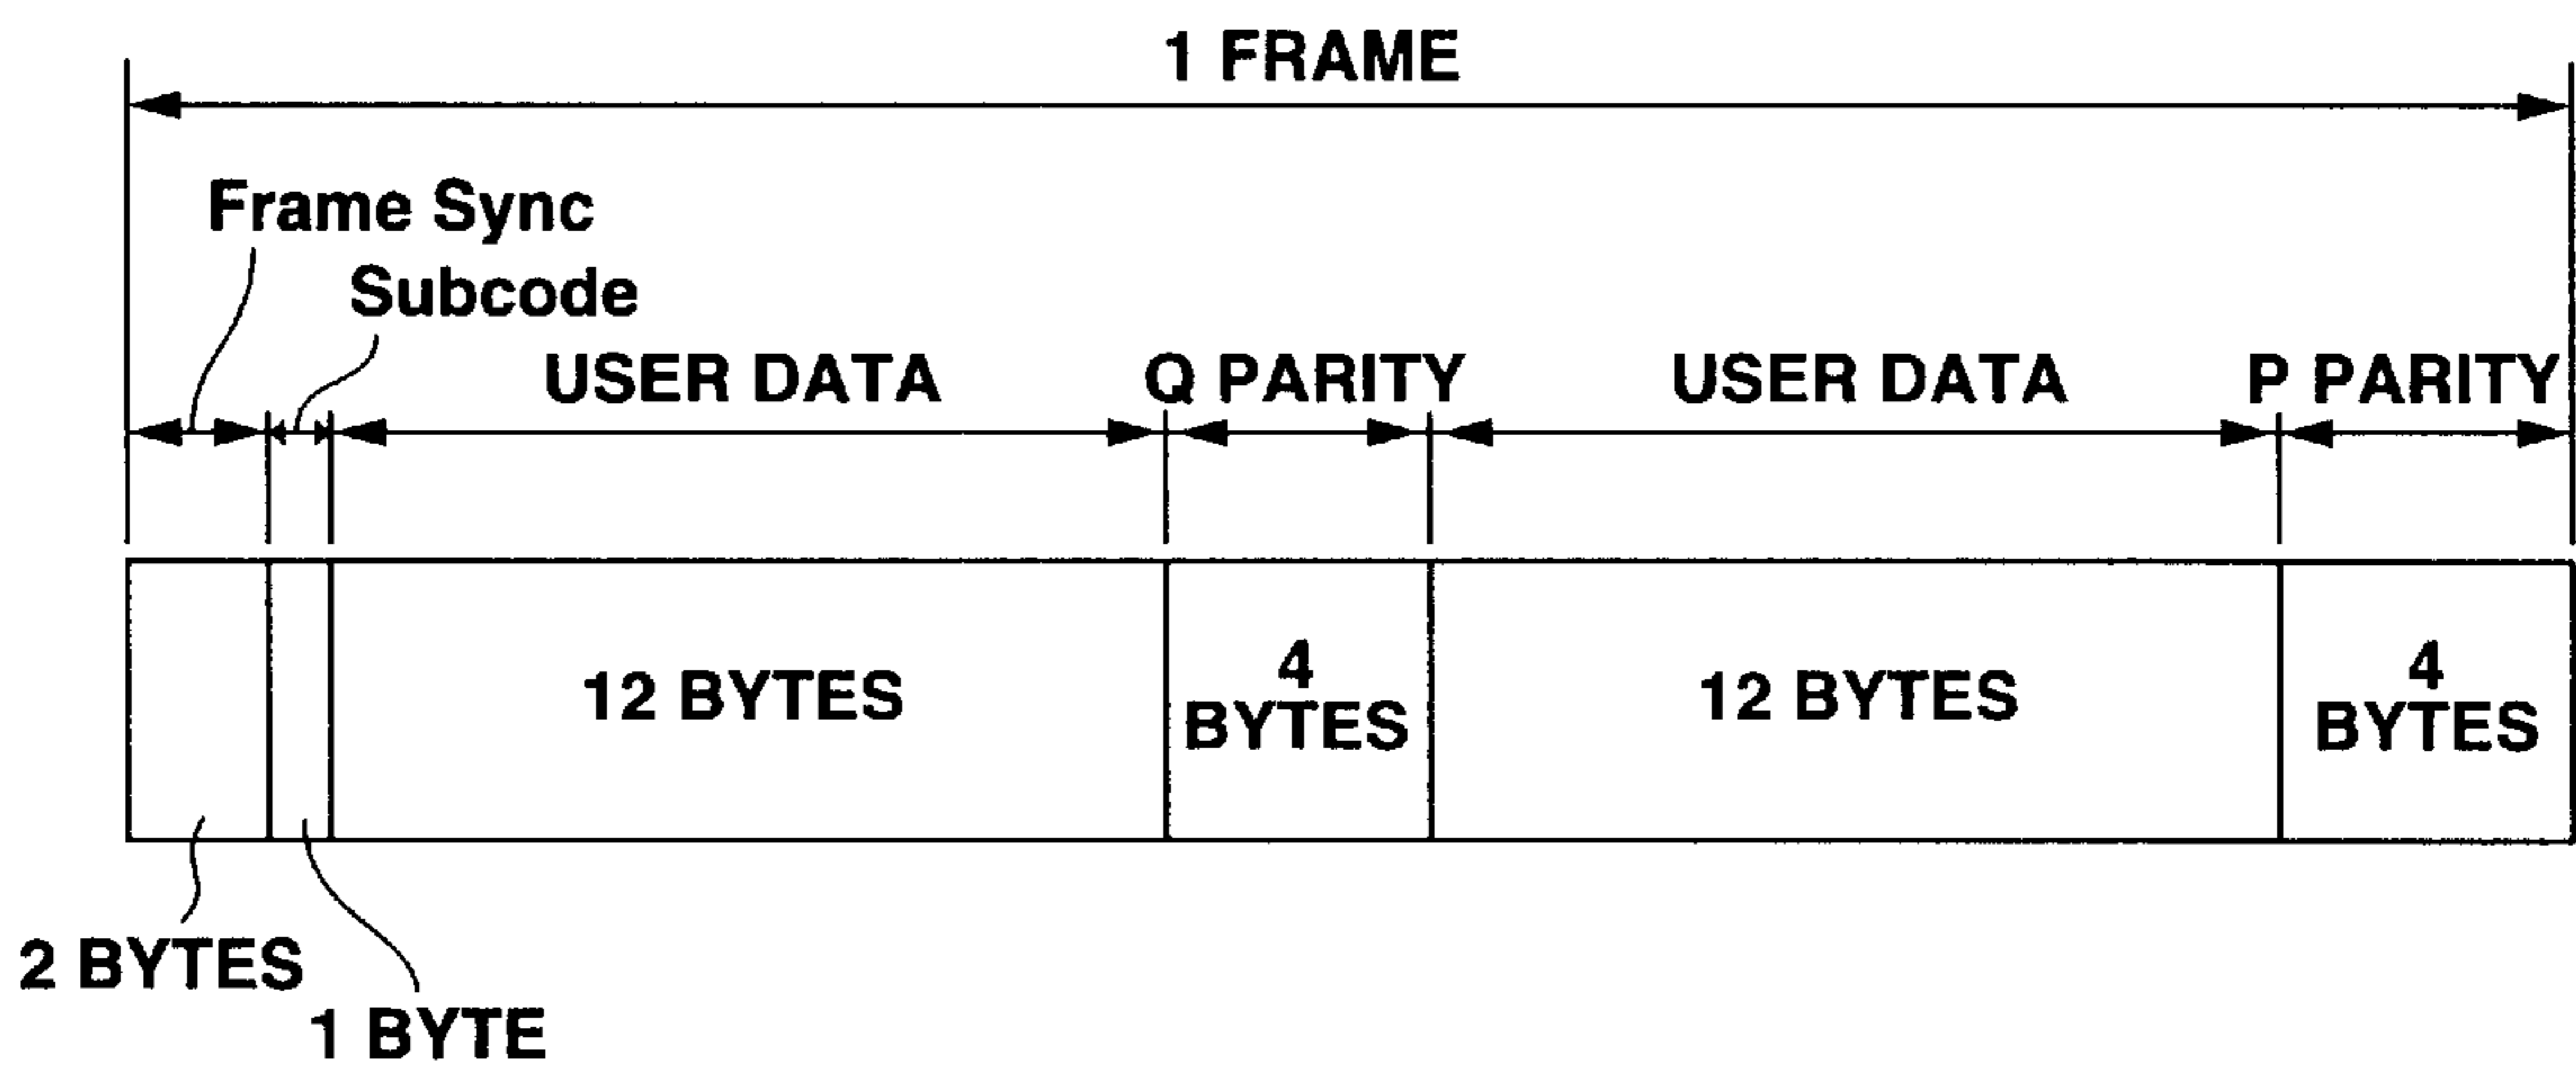 1 FRAME
Frame Sync
Subcode
USER DATA
Q PARITY
USER DATA
P PARITY
12 BYTES
4
BYTES
12 BYTES
4
BYTES
2 BYTES
1 BYTE